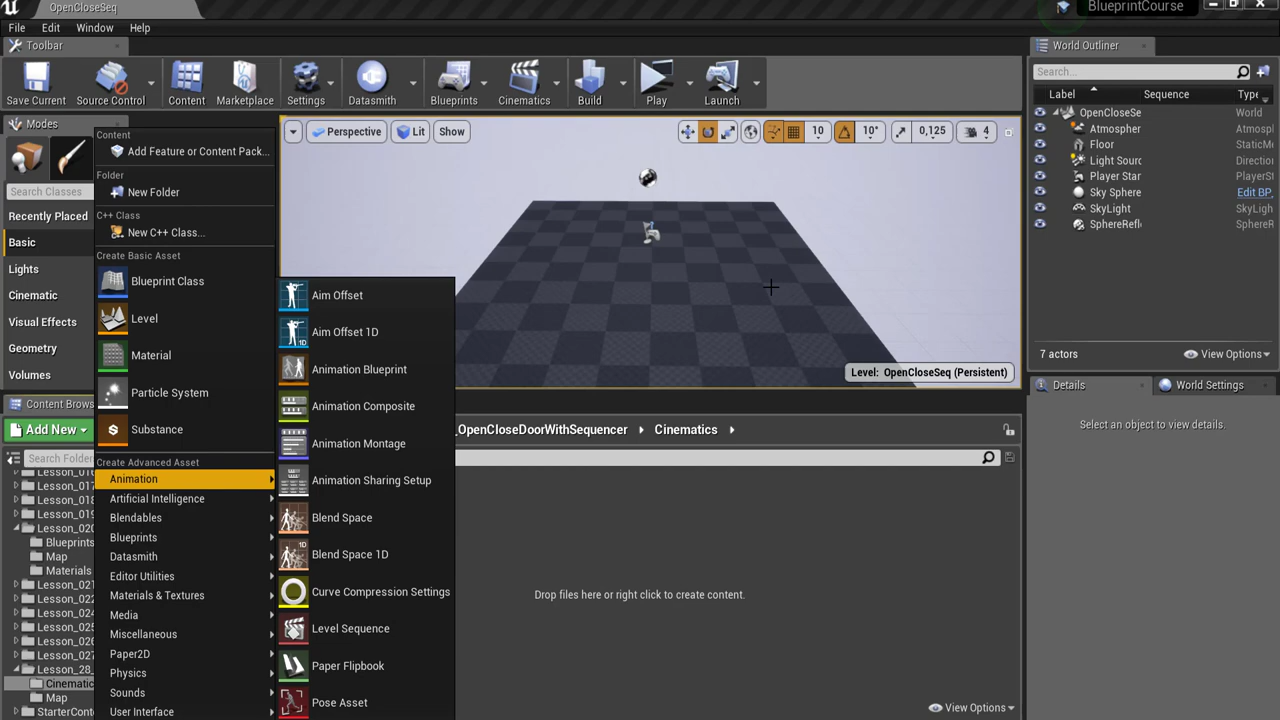 OpenCloseSeq
BlueprintCourse
File Edit Window Help
Toolbar
World Outliner
Save Current
Source Control
Content
Marketplace
Settings
Datasmith
Blueprints
Cinematics
Build
Play
Launch
Search...
Label Sequence Type
Modes
Search Classes
Recently Placed
Basic
Lights
Cinematic
Visual Effects
Geometry
Volumes
Content Brows
Add New
Search Folder
Lesson_017
Lesson_018
Lesson_019
Lesson_020
Blueprints
Map
Materials
Lesson_021
Lesson_022
Lesson_024
Lesson_025
Lesson_026
Lesson_027
Lesson_28_
Cinematic
Map
StarterConte
Content
Add Feature or Content Pack...
Folder
New Folder
C++ Class
New C++ Class...
Create Basic Asset
Blueprint Class
Level
Material
Particle System
Substance
Create Advanced Asset
Animation
Artificial Intelligence
Blendables
Blueprints
Datasmith
Editor Utilities
Materials & Textures
Media
Miscellaneous
Paper2D
Physics
Sounds
User Interface
Aim Offset
Aim Offset 1D
Animation Blueprint
Animation Composite
Animation Montage
Animation Sharing Setup
Blend Space
Blend Space 1D
Curve Compression Settings
Level Sequence
Paper Flipbook
Pose Asset
Perspective Lit Show
10 10° 0,125 4
Level: OpenCloseSeq (Persistent)
_OpenCloseDoorWithSequencer Cinematics
Drop files here or right click to create content.
View Options
OpenCloseSe World
Atmospher Atmosp
Floor StaticMe
Light Sourc Direction
Player Star PlayerSt
Sky Sphere Edit BP_
SkyLight SkyLigh
SphereRefle SphereR
7 actors View Options
Details World Settings
Select an object to view details.